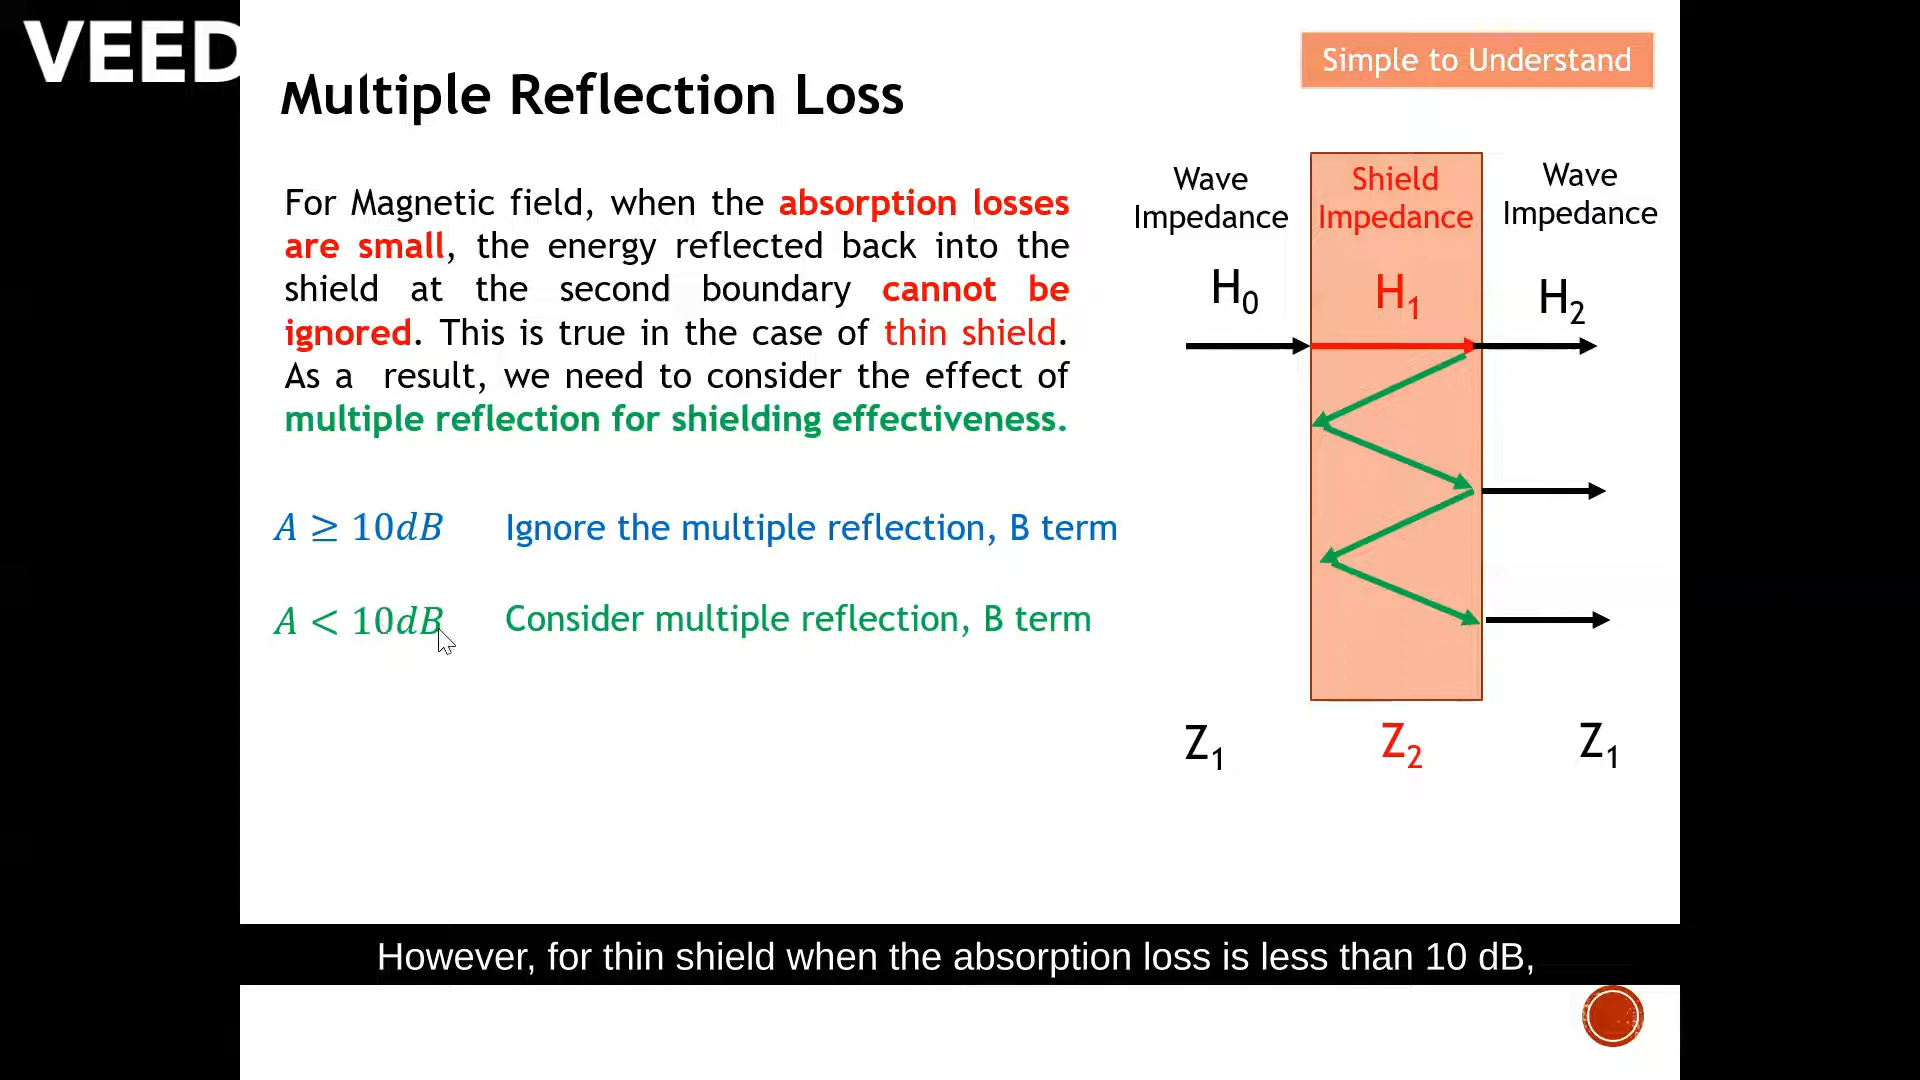 VEED
Simple to Understand
Multiple Reflection Loss
For Magnetic field, when the absorption losses
are small, the energy reflected back into the
shield at the second boundary cannot be
ignored. This is true in the case of thin shield.
As a result, we need to consider the effect of
multiple reflection for shielding effectiveness.
A ≥ 10dB Ignore the multiple reflection, B term
A < 10dB Consider multiple reflection, B term
Wave
Impedance
Shield
Impedance
Wave
Impedance
H₀
H₁
H₂
Z₁
Z₂
Z₁
However, for thin shield when the absorption loss is less than 10 dB,